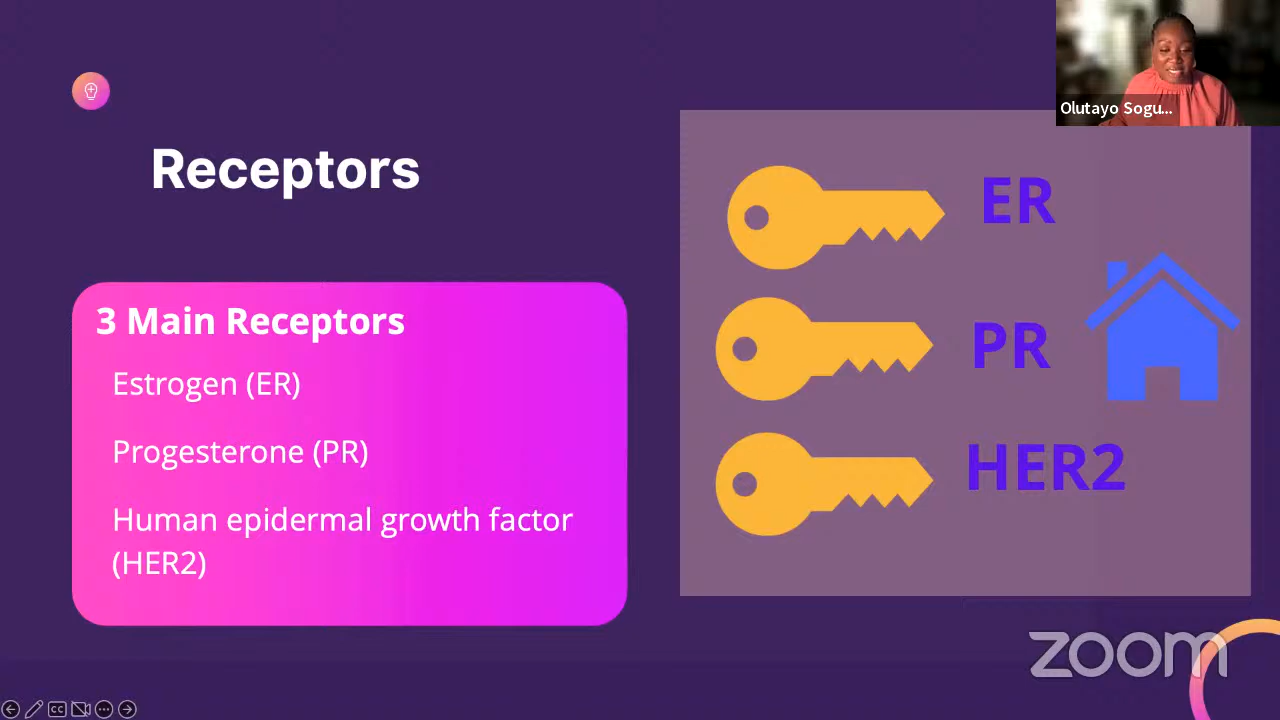 Olutayo Sogu...
Receptors
3 Main Receptors
Estrogen (ER)
Progesterone (PR)
Human epidermal growth factor
(HER2)
ER
PR
HER2
zoom
CC